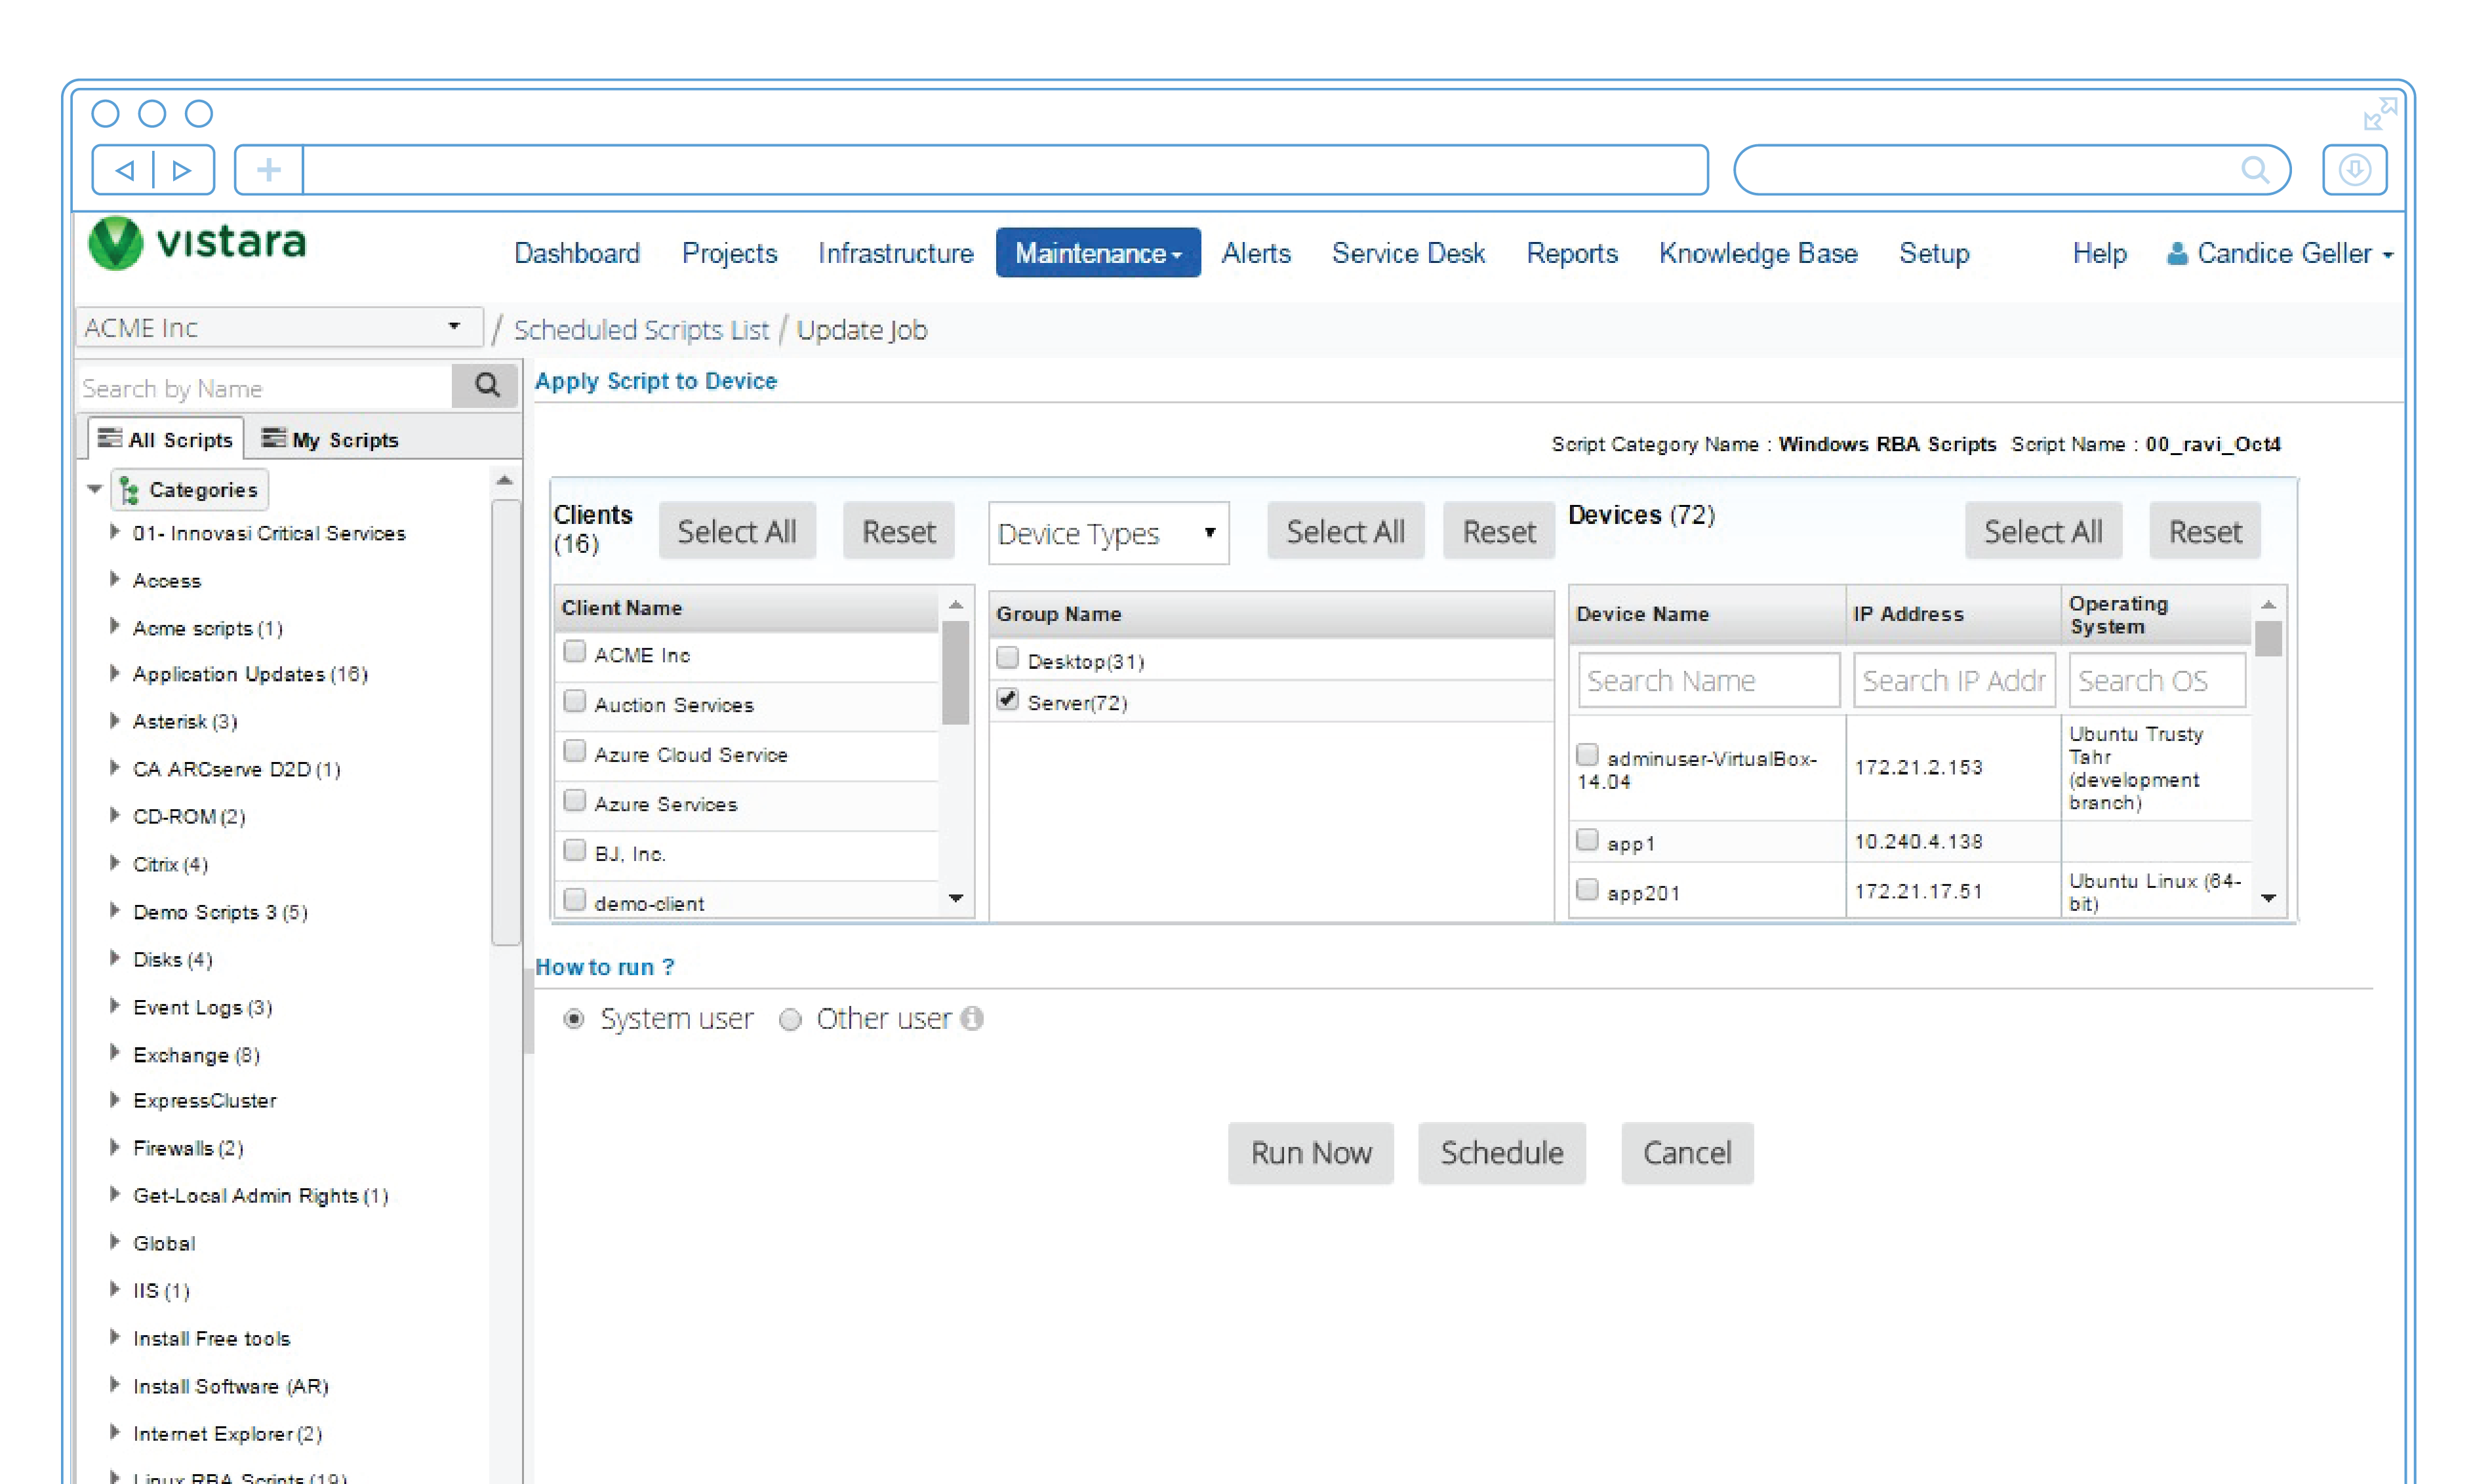 vistara
Dashboard Projects Infrastructure Maintenance Alerts Service Desk Reports Knowledge Base Setup Help Candice Geller
ACME Inc / Scheduled Scripts List / Update Job
Search by Name
All Scripts My Scripts
Categories
01- Innovasi Critical Services
Access
Acme scripts (1)
Application Updates (16)
Asterisk (3)
CA ARCserve D2D (1)
CD-ROM (2)
Citrix (4)
Demo Scripts 3 (5)
Disks (4)
Event Logs (3)
Exchange (8)
ExpressCluster
Firewalls (2)
Get-Local Admin Rights (1)
Global
IIS (1)
Install Free tools
Install Software (AR)
Internet Explorer (2)
Linux RBA Scripts (19)
Apply Script to Device
Script Category Name : Windows RBA Scripts Script Name : 00_ravi_Oct4
Clients
(16)
Select All Reset
Client Name
ACME Inc
Auction Services
Azure Cloud Service
Azure Services
BJ, Inc.
demo-client
Device Types Select All Reset
Group Name
Desktop(31)
Server(72)
Devices (72) Select All Reset
Device Name IP Address Operating
System
Search Name Search IP Addr Search OS
adminuser-VirtualBox-
14.04
172.21.2.153
Ubuntu Trusty
Tahr
(development
branch)
app1 10.240.4.138
app201 172.21.17.51 Ubuntu Linux (64-
bit)
How to run ?
System user Other user
Run Now Schedule Cancel